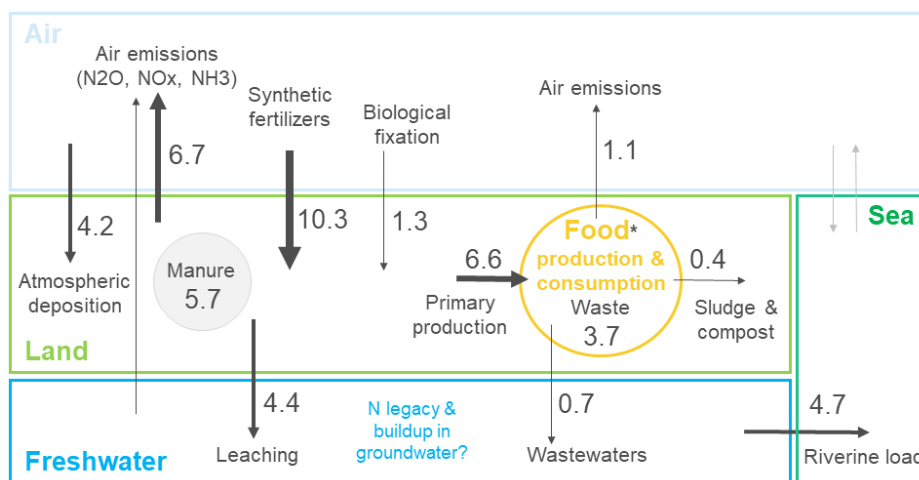 Air
Air emissions
(N2O, NOx, NH3)
Synthetic
fertilizers
Biological
fixation
Air emissions
6.7
1.1
4.2
10.3
1.3
Sea
Food*
production &
consumption
Waste
3.7
Manure
5.7
6.6
Primary
production
0.4
Sludge &
compost
Atmospheric
deposition
Land
4.4
N legacy &
buildup in
groundwater?
0.7
4.7
Freshwater
Leaching
Wastewaters
Riverine load